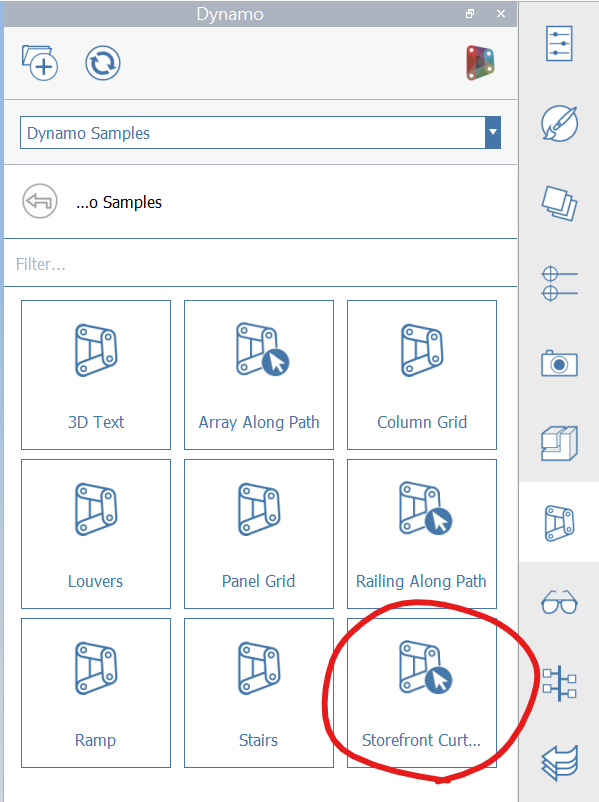 Dynamo
Dynamo Samples
...o Samples
Filter...
3D Text
Array Along Path
Column Grid
Louvers
Panel Grid
Railing Along Path
Ramp
Stairs
Storefront Curt...